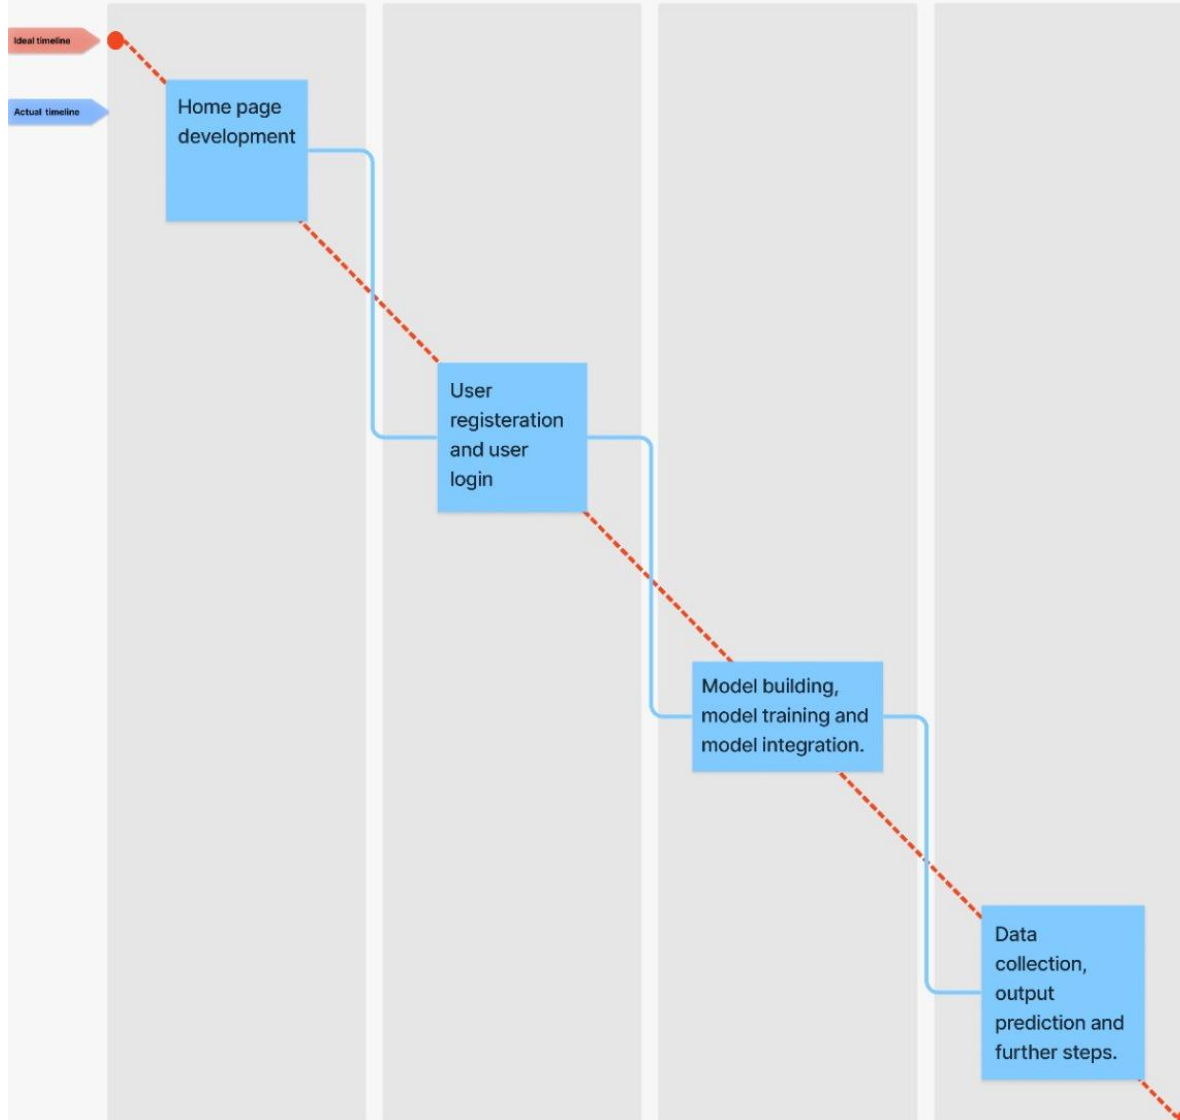 Ideal timeline
Actual timeline
Home page
development
User
registeration
and user
login
Model building,
model training and
model integration.
Data
collection,
output
prediction and
further steps.